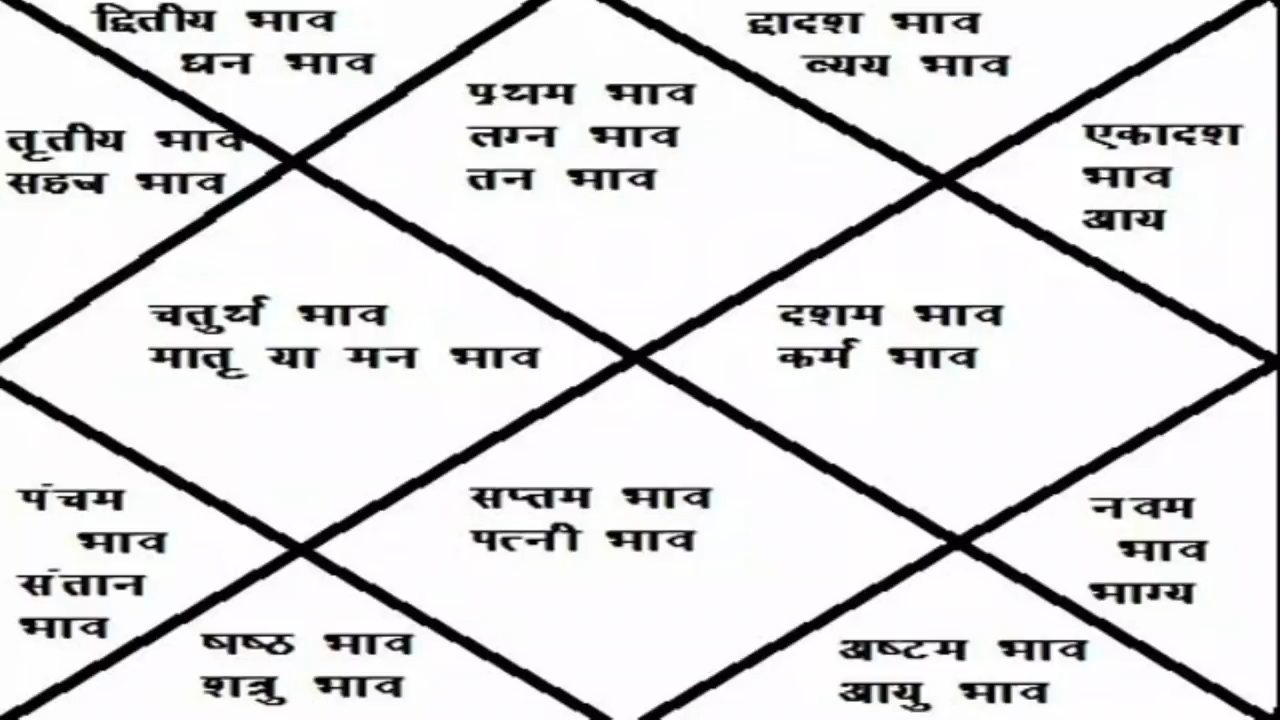 द्वितीय भाव
धन भाव
द्वादश भाव
व्यय भाव
प्रथम भाव
लग्न भाव
तन भाव
तृतीय भाव
सहज भाव
एकादश
भाव
आय
चतुर्थ भाव
मातृ या मन भाव
दशम भाव
कर्म भाव
पंचम
भाव
संतान
भाव
सप्तम भाव
पत्नी भाव
नवम
भाव
भाग्य
षष्ठ भाव
शत्रु भाव
अष्टम भाव
आयु भाव